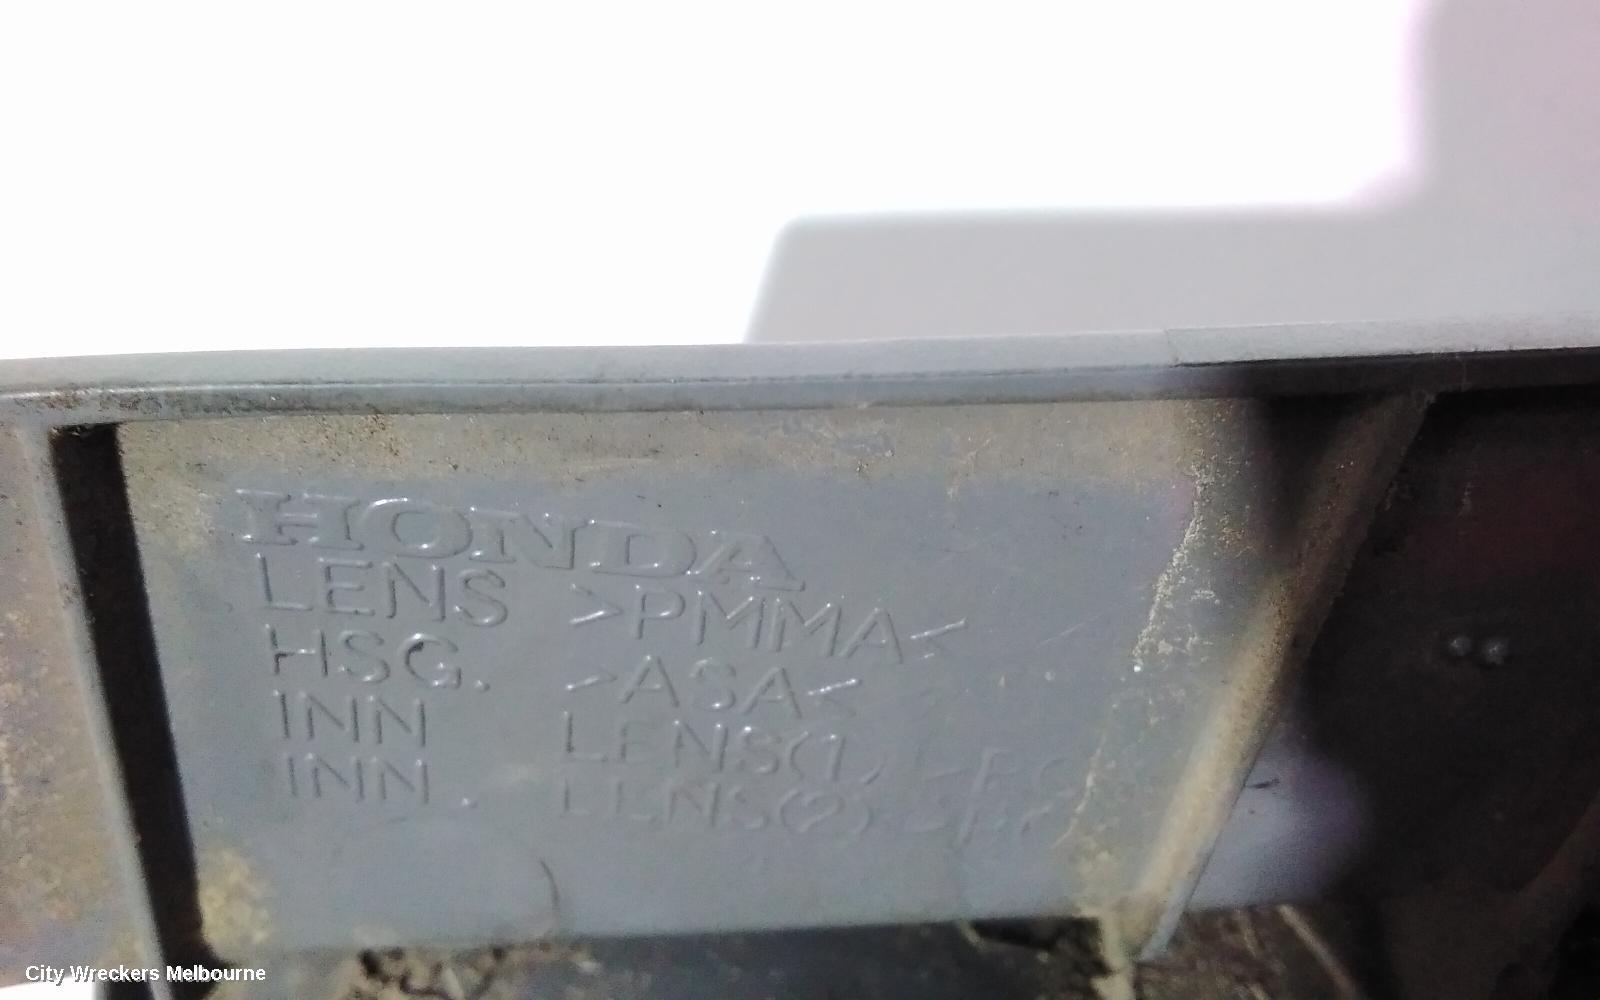 HONDA
LENS >PMMA<
HSG. >ASA<
INN LENS(1)
INN. LENS(2)
City Wreckers Melbourne